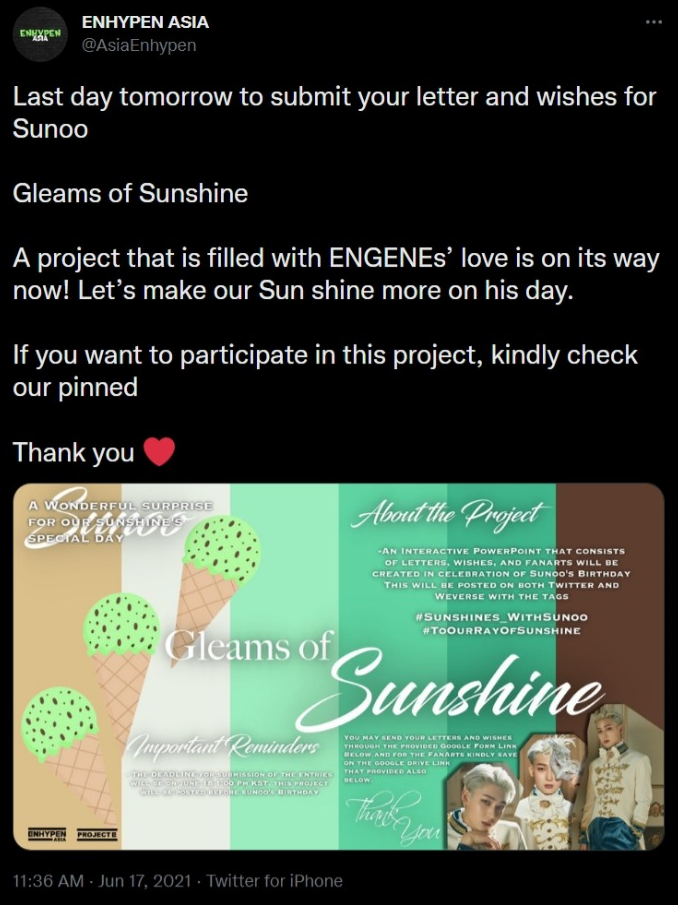 ENHYPEN ASIA
@AsiaEnhypen
ENHYPEN
ASIA
Last day tomorrow to submit your letter and wishes for
Sunoo
Gleams of Sunshine
A project that is filled with ENGENEs’ love is on its way
now! Let’s make our Sun shine more on his day.
If you want to participate in this project, kindly check
our pinned
Thank you ❤️
Sunoo
A WONDERFUL SURPRISE
FOR OUR SUNSHINE'S
SPECIAL DAY
About the Project
-AN INTERACTIVE POWERPOINT THAT CONSISTS
OF LETTERS, WISHES, AND FANARTS WILL BE
CREATED IN CELEBRATION OF SUNOO'S BIRTHDAY
THIS WILL BE POSTED ON BOTH TWITTER AND
WEVERSE WITH THE TAGS
#SUNSHINES_WITHSUNOO
#TOOURRAYOFSUNSHINE
Gleams of
Sunshine
Important Reminders
-THE DEADLINE FOR SUBMISSION OF THE ENTRIES
WILL BE ON JUNE 18, PM KST. THIS PROJECT
WILL BE POSTED BEFORE SUNOO'S BIRTHDAY
YOU MAY SEND YOUR LETTERS AND WISHES
THROUGH THE PROVIDED GOOGLE FORM LINK
BELOW AND FOR THE FANARTS KINDLY SAVE
ON THE GOOGLE DRIVE LINK
THAT PROVIDED ALSO
BELOW.
Thank
You
ENHYPEN
ASIA
PROJECTS
11:36 AM · Jun 17, 2021 · Twitter for iPhone